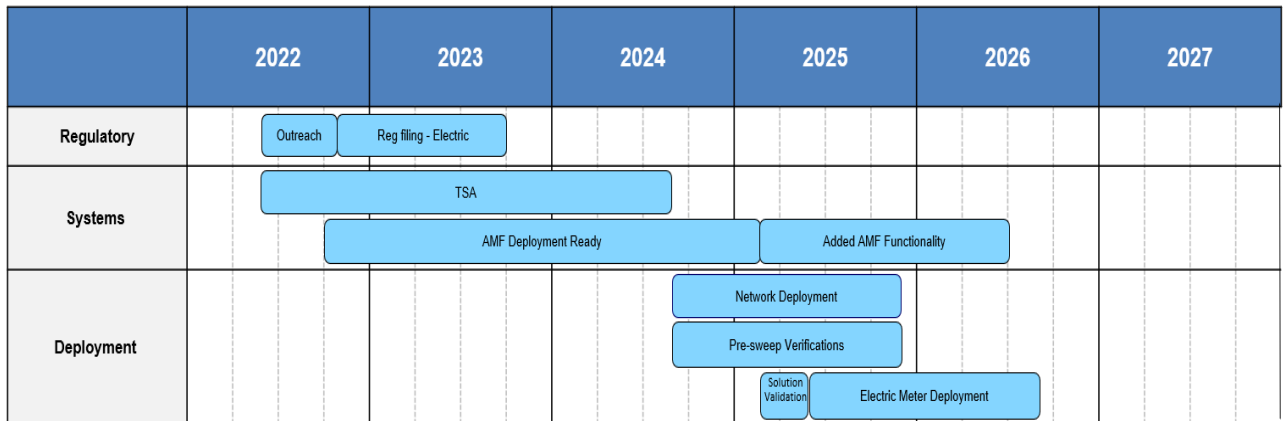 2022 2023 2024 2025 2026 2027
Regulatory
Outreach
Reg filing - Electric
Systems
TSA
AMF Deployment Ready
Added AMF Functionality
Deployment
Network Deployment
Pre-sweep Verifications
Solution
Validation
Electric Meter Deployment